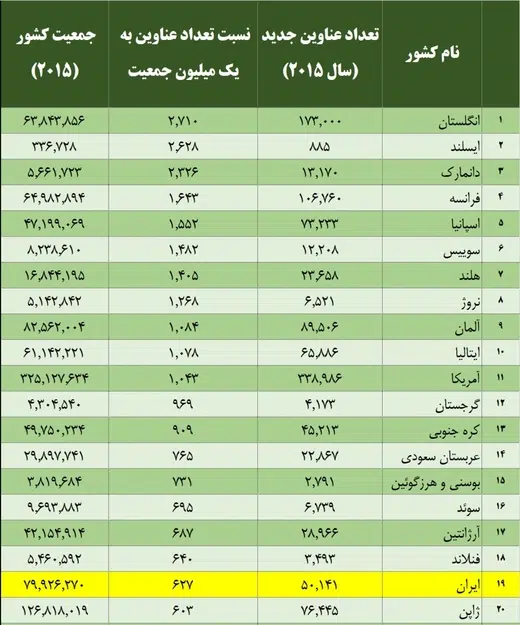 نام کشور تعداد عناوین جدید (سال ۲۰۱۵) نسبت تعداد عناوین به یک میلیون جمعیت جمعیت کشور (۲۰۱۵)
۱ انگلستان ۱۷۳,۰۰۰ ۲,۷۱۰ ۶۳,۸۴۳,۸۵۶
۲ ایسلند ۸۸۵ ۲,۶۲۸ ۳۳۶,۷۲۸
۳ دانمارک ۱۳,۱۷۰ ۲,۳۲۶ ۵,۶۶۱,۷۲۳
۴ فرانسه ۱۰۶,۷۶۰ ۱,۶۴۳ ۶۴,۹۸۲,۸۹۴
۵ اسپانیا ۷۳,۲۳۳ ۱,۵۵۲ ۴۷,۱۹۹,۰۶۹
۶ سوییس ۱۲,۲۰۸ ۱,۴۸۲ ۸,۲۳۸,۶۱۰
۷ هلند ۲۳,۶۵۸ ۱,۴۰۵ ۱۶,۸۴۴,۱۹۵
۸ نروژ ۶,۵۲۱ ۱,۲۶۸ ۵,۱۴۲,۸۴۲
۹ آلمان ۸۹,۵۰۶ ۱,۰۸۴ ۸۲,۵۶۲,۰۰۴
۱۰ ایتالیا ۶۵,۸۸۶ ۱,۰۷۸ ۶۱,۱۴۲,۲۲۱
۱۱ آمریکا ۳۳۸,۹۸۶ ۱,۰۴۳ ۳۲۵,۱۲۷,۶۳۴
۱۲ گرجستان ۴,۱۷۳ ۹۶۹ ۴,۳۰۴,۵۴۰
۱۳ کره جنوبی ۴۵,۲۱۳ ۹۰۹ ۴۹,۷۵۰,۲۳۴
۱۴ عربستان سعودی ۲۲,۸۶۷ ۷۶۵ ۲۹,۸۹۷,۷۴۱
۱۵ بوسنی و هرزگوئین ۲,۷۹۱ ۷۳۱ ۳,۸۱۹,۶۸۴
۱۶ سوئد ۶,۷۳۹ ۶۹۵ ۹,۶۹۳,۸۸۳
۱۷ آرژانتین ۲۸,۹۶۶ ۶۸۷ ۴۲,۱۵۴,۹۱۴
۱۸ فنلاند ۳,۴۹۳ ۶۴۰ ۵,۴۶۰,۵۹۲
۱۹ ایران ۵۰,۱۴۱ ۶۲۷ ۷۹,۹۲۶,۲۷۰
۲۰ ژاپن ۷۶,۴۴۵ ۶۰۳ ۱۲۶,۸۱۸,۰۱۹